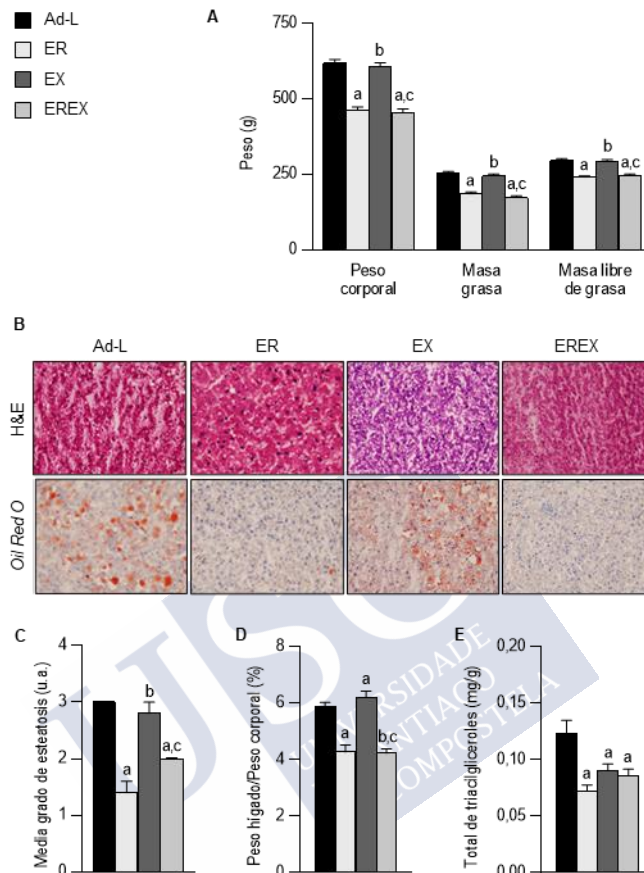 Ad-L
ER
EX
EREX
A
Peso (g)
750
500
250
0
a
b
a,c
a
b
a,c
a
b
a,c
Peso
corporal
Masa
grasa
Masa libre
de grasa
B
Ad-L
ER
EX
EREX
H&E
Oil Red O
C
Media grado de esteatosis (u.a.)
4
3
2
1
0
a
b
a,c
D
Peso hígado/Peso corporal (%)
8
6
4
2
0
a
a
b,c
E
Total de triacilgliceroles (mg/g)
0,20
0,15
0,10
0,05
0,00
a
a
a
USC
UNIVERSIDADE
SANTIAGO
COMPOSTELA